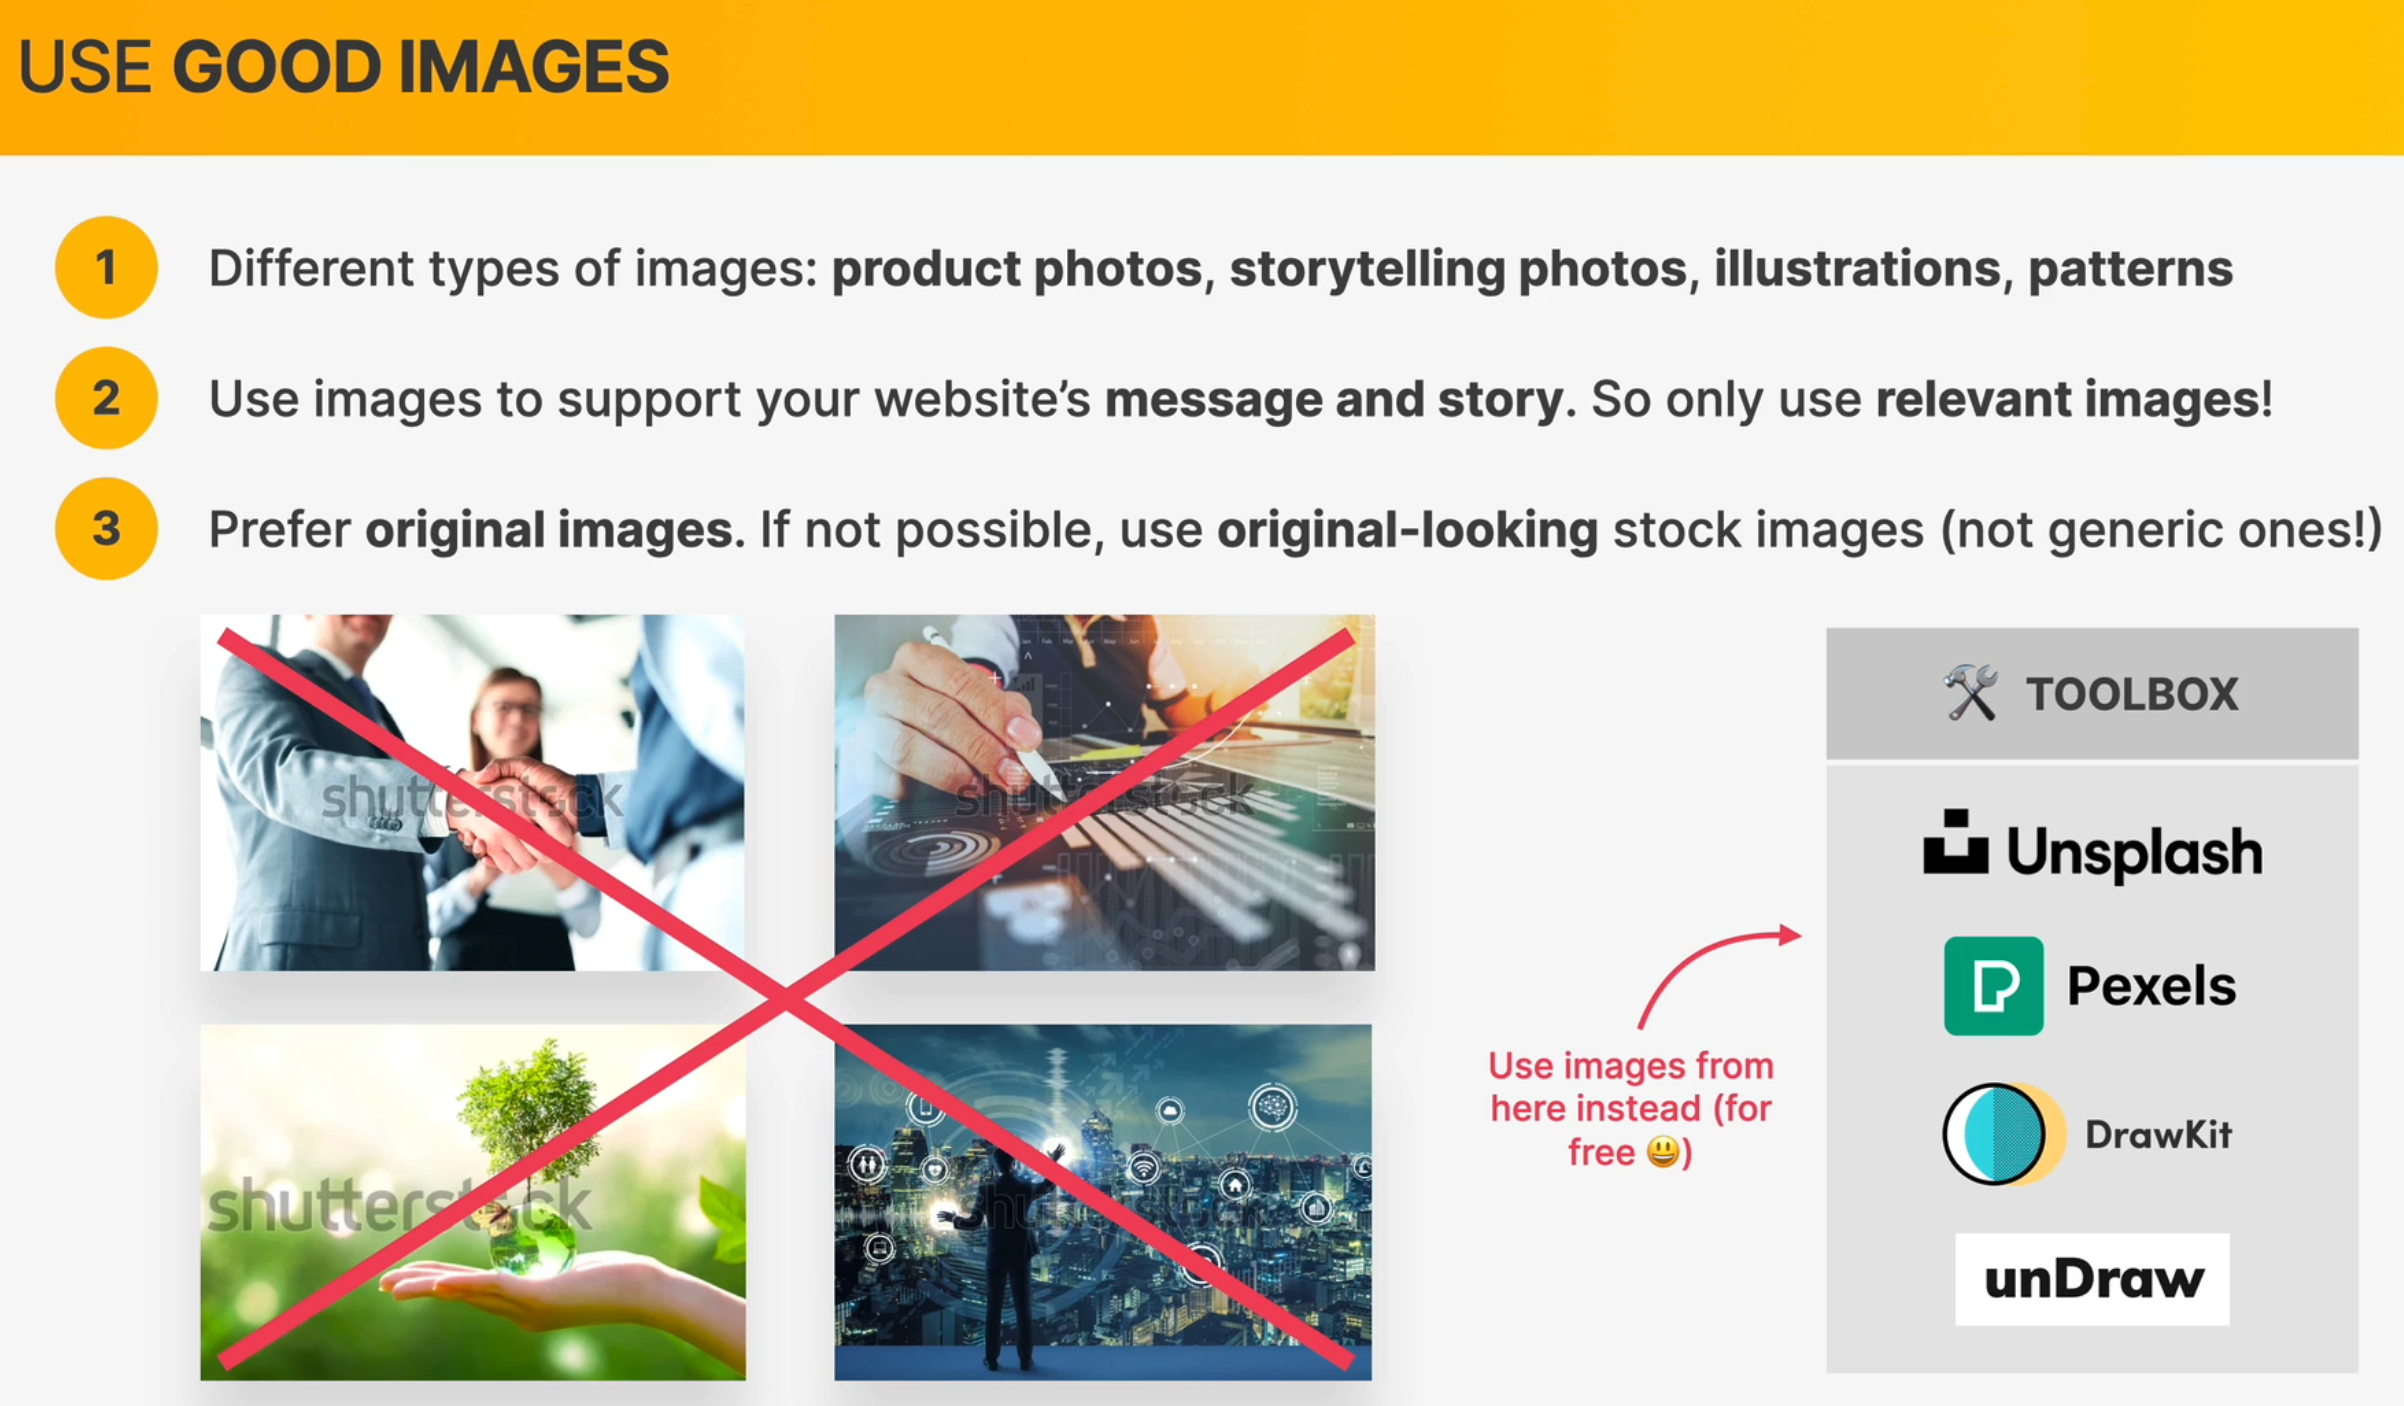 USE GOOD IMAGES
1
Different types of images: product photos, storytelling photos, illustrations, patterns
2
Use images to support your website’s message and story. So only use relevant images!
3
Prefer original images. If not possible, use original-looking stock images (not generic ones!)
shutterstock
shutterstock
shutterstock
shutterstock
Use images from
here instead (for
free 😃)
🛠 TOOLBOX
Unsplash
Pexels
DrawKit
unDraw